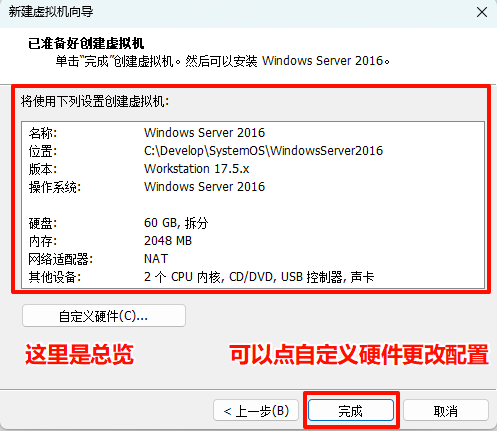 新建虚拟机向导
已准备好创建虚拟机
单击"完成"创建虚拟机。然后可以安装 Windows Server 2016。
将使用下列设置创建虚拟机:
名称: Windows Server 2016
位置: C:\Develop\SystemOS\WindowsServer2016
版本: Workstation 17.5.x
操作系统: Windows Server 2016
硬盘: 60 GB, 拆分
内存: 2048 MB
网络适配器: NAT
其他设备: 2 个 CPU 内核, CD/DVD, USB 控制器, 声卡
自定义硬件(C)...
这里是总览 可以点自定义硬件更改配置
< 上一步(B) 完成 取消